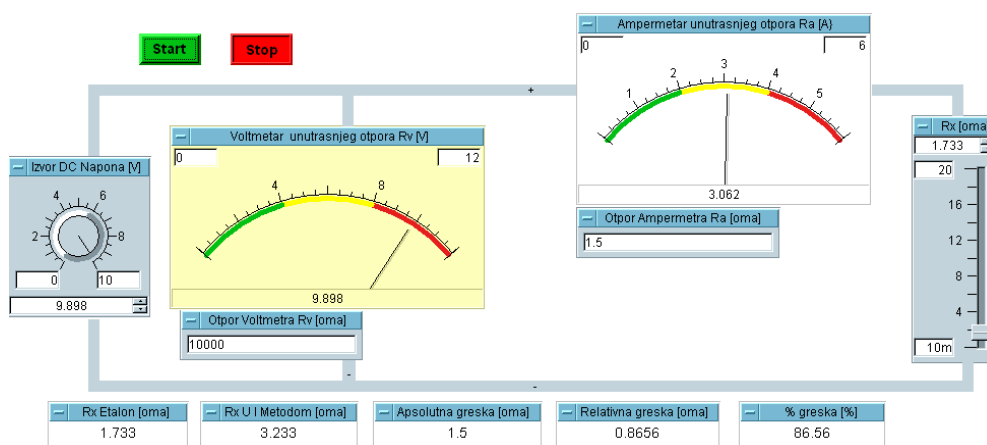 Ampermetar unutrasnjeg otpora Ra [A}
0
6
1
2
3
4
5
3.062
Start
Stop
+
Voltmetar unutrasnjeg otpora Rv [V]
0
12
4
8
9.898
Rx [oma]
1.733
20
16
12
8
4
10m
Izvor DC Napona [V]
2
4
6
8
0
10
9.898
Otpor Ampermetra Ra [oma]
1.5
Otpor Voltmetra Rv [oma]
10000
-
-
Rx Etalon [oma]
1.733
Rx U I Metodom [oma]
3.233
Apsolutna greska [oma]
1.5
Relativna greska [oma]
0.8656
% greska [%]
86.56